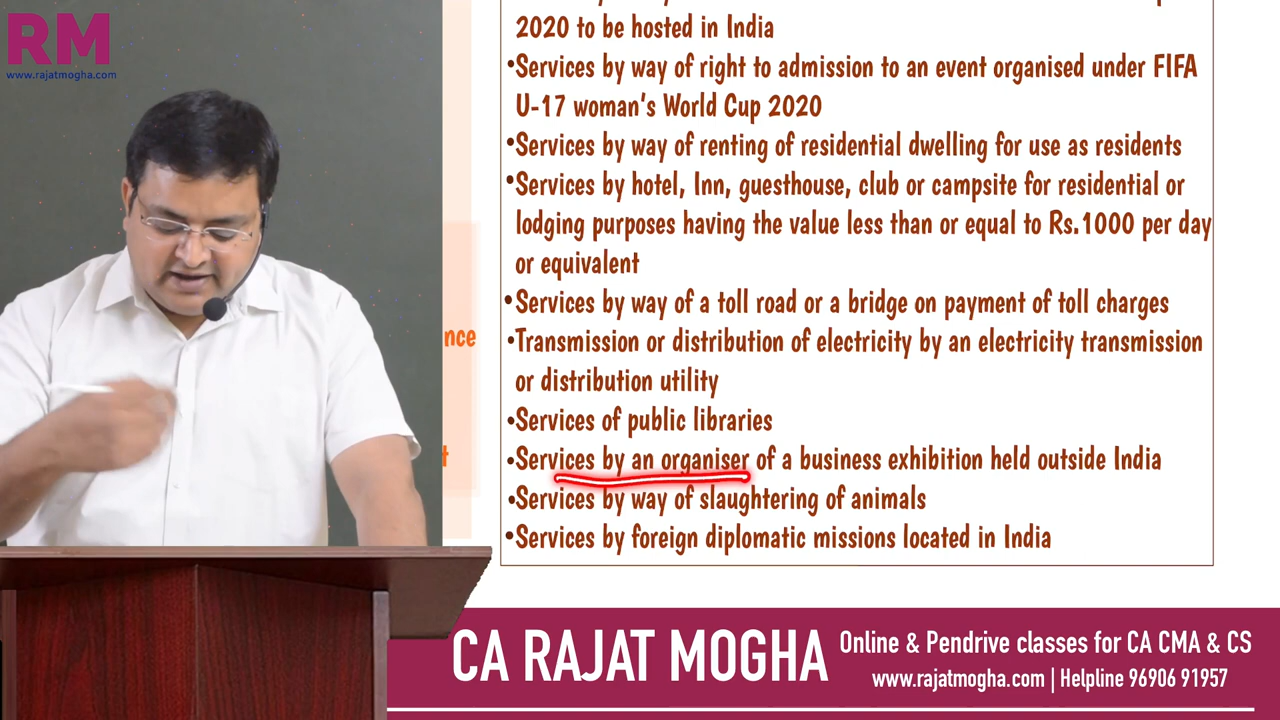 RM
www.rajatmogha.com
2020 to be hosted in India
•Services by way of right to admission to an event organised under FIFA
U-17 woman's World Cup 2020
•Services by way of renting of residential dwelling for use as residents
•Services by hotel, Inn, guesthouse, club or campsite for residential or
lodging purposes having the value less than or equal to Rs.1000 per day
or equivalent
•Services by way of a toll road or a bridge on payment of toll charges
nce
•Transmission or distribution of electricity by an electricity transmission
or distribution utility
•Services of public libraries
t
•Services by an organiser of a business exhibition held outside India
•Services by way of slaughtering of animals
•Services by foreign diplomatic missions located in India
CA RAJAT MOGHA
Online & Pendrive classes for CA CMA & CS
www.rajatmogha.com | Helpline 96906 91957